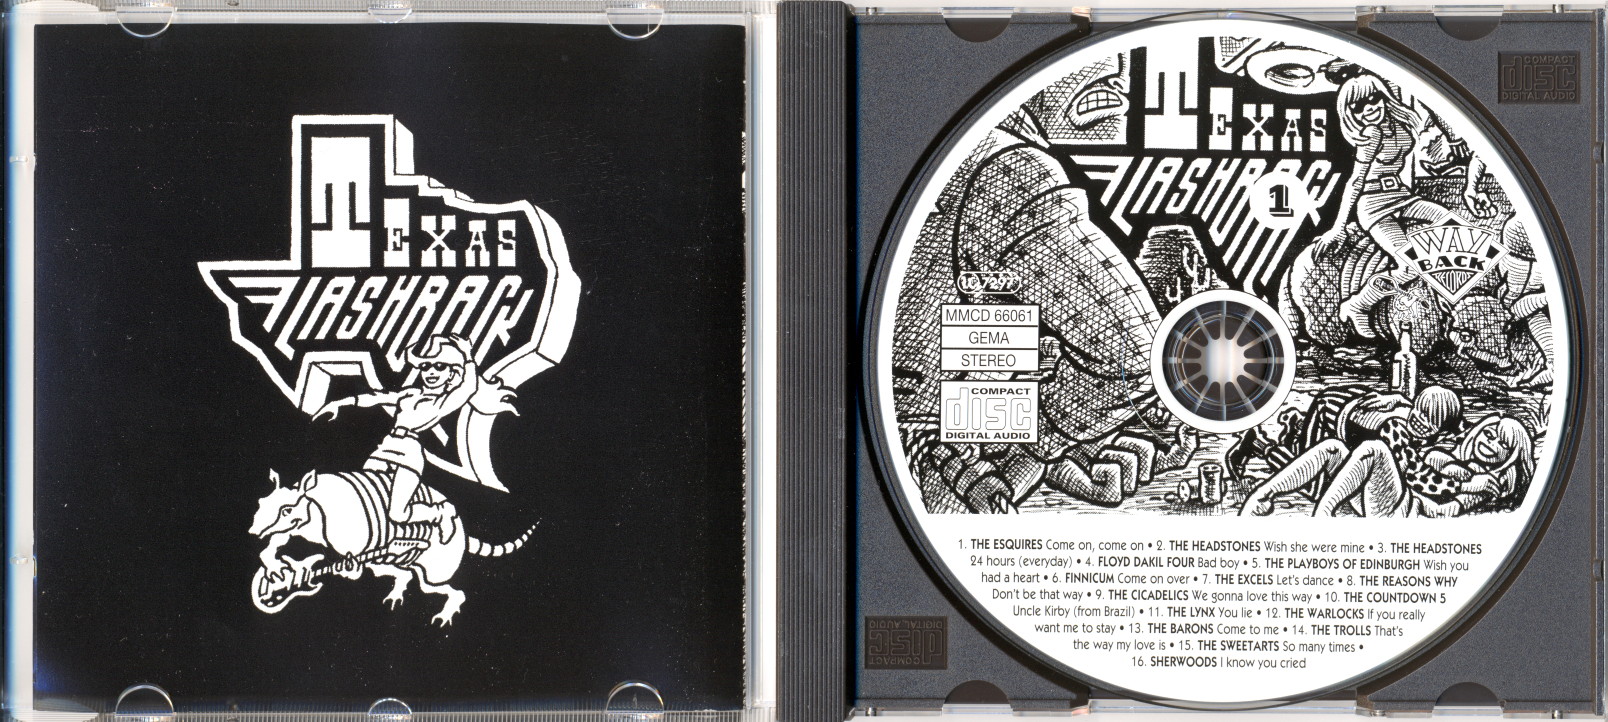 TEXAS
FLASHBACK
TEXAS
FLASHBACK
1
WAY
BACK
RECORDS
LC 7297
MMCD 66061
GEMA
STEREO
COMPACT
disc
DIGITAL AUDIO
1. THE ESQUIRES Come on, come on • 2. THE HEADSTONES Wish she were mine • 3. THE HEADSTONES
24 hours (everyday) • 4. FLOYD DAKIL FOUR Bad boy • 5. THE PLAYBOYS OF EDINBURGH Wish you
had a heart • 6. FINNICUM Come on over • 7. THE EXCELS Let's dance • 8. THE REASONS WHY
Don't be that way • 9. THE CICADELICS We gonna love this way • 10. THE COUNTDOWN 5
Uncle Kirby (from Brazil) • 11. THE LYNX You lie • 12. THE WARLOCKS If you really
want me to stay • 13. THE BARONS Come to me • 14. THE TROLLS That's
the way my love is • 15. THE SWEETARTS So many times •
16. SHERWOODS I know you cried
COMPACT
disc
DIGITAL AUDIO
COMPACT
disc
DIGITAL AUDIO